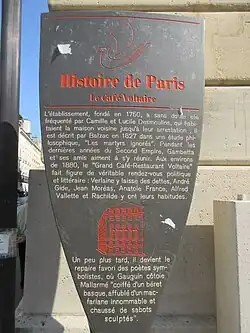 Histoire de Paris
Le Café Voltaire
L'établissement, fondé en 1750, a sans doute été
fréquenté par Camille et Lucile Desmoulins, qui habi-
taient la maison voisine jusqu'à leur arrestation ; il
est décrit par Balzac en 1827 dans une étude phi-
losophique, "Les martyrs ignorés". Pendant les
dernières années du Second Empire, Gambetta
et ses amis aiment à s'y réunir. Aux environs
de 1880, le "Grand Café-Restaurant Voltaire"
fait figure de véritable rendez-vous politique
et littéraire : Verlaine y laisse des dettes, André
Gide, Jean Moréas, Anatole France, Alfred
Vallette et Rachilde y ont leurs habitudes.
Un peu plus tard, il devient le
repaire favori des poètes sym-
bolistes, où Gauguin côtoie
Mallarmé "coiffé d'un béret
basque, affublé d'un mac-
farlane innommable et
chaussé de sabots
sculptés".